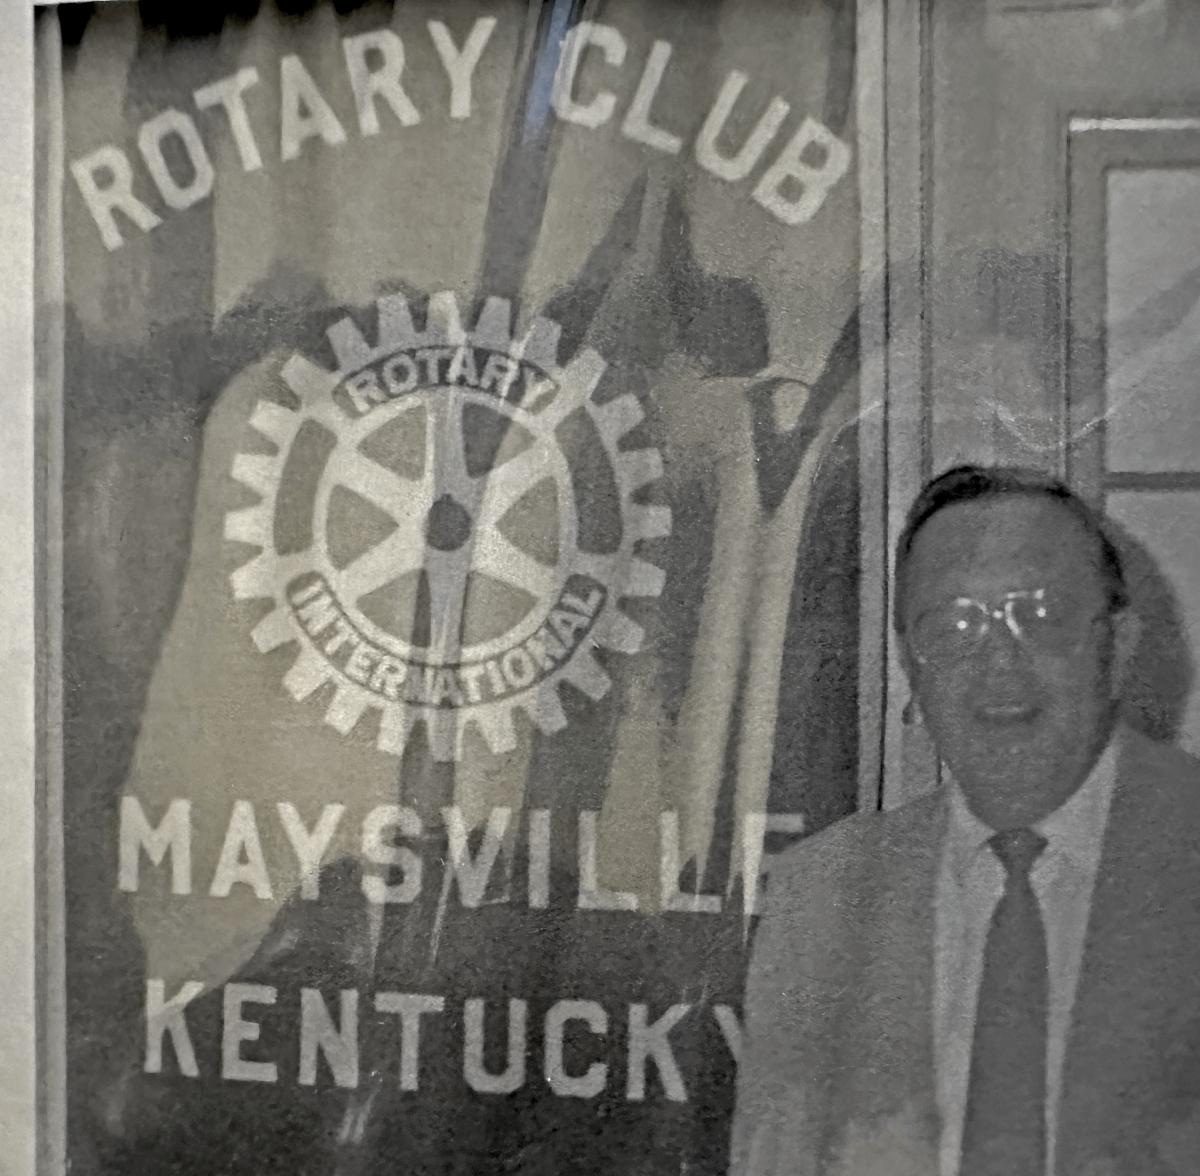 ROTARY CLUB
ROTARY
INTERNATIONAL
MAYSVILLE
KENTUCKY